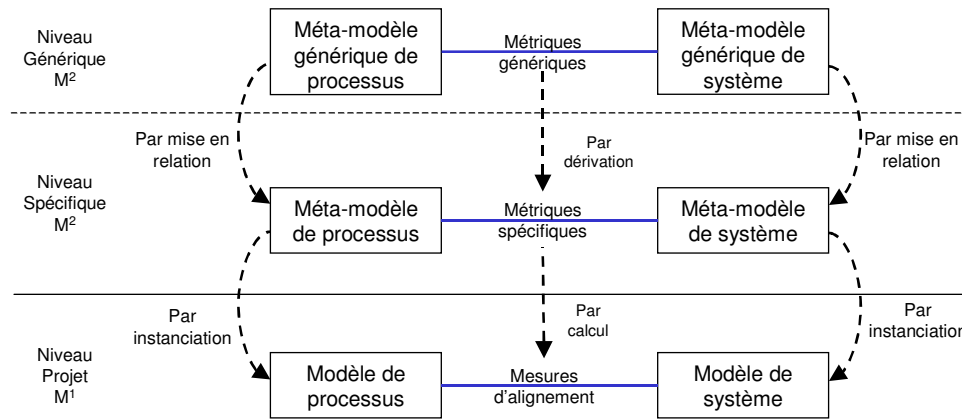 Niveau
Générique
M²
Méta-modèle
générique de
processus
Métriques
génériques
Méta-modèle
générique de
système
Par mise en
relation
Par
dérivation
Par mise en
relation
Niveau
Spécifique
M²
Méta-modèle
de processus
Métriques
spécifiques
Méta-modèle
de système
Par
instanciation
Par
calcul
Par
instanciation
Niveau
Projet
M¹
Modèle de
processus
Mesures
d'alignement
Modèle de
système